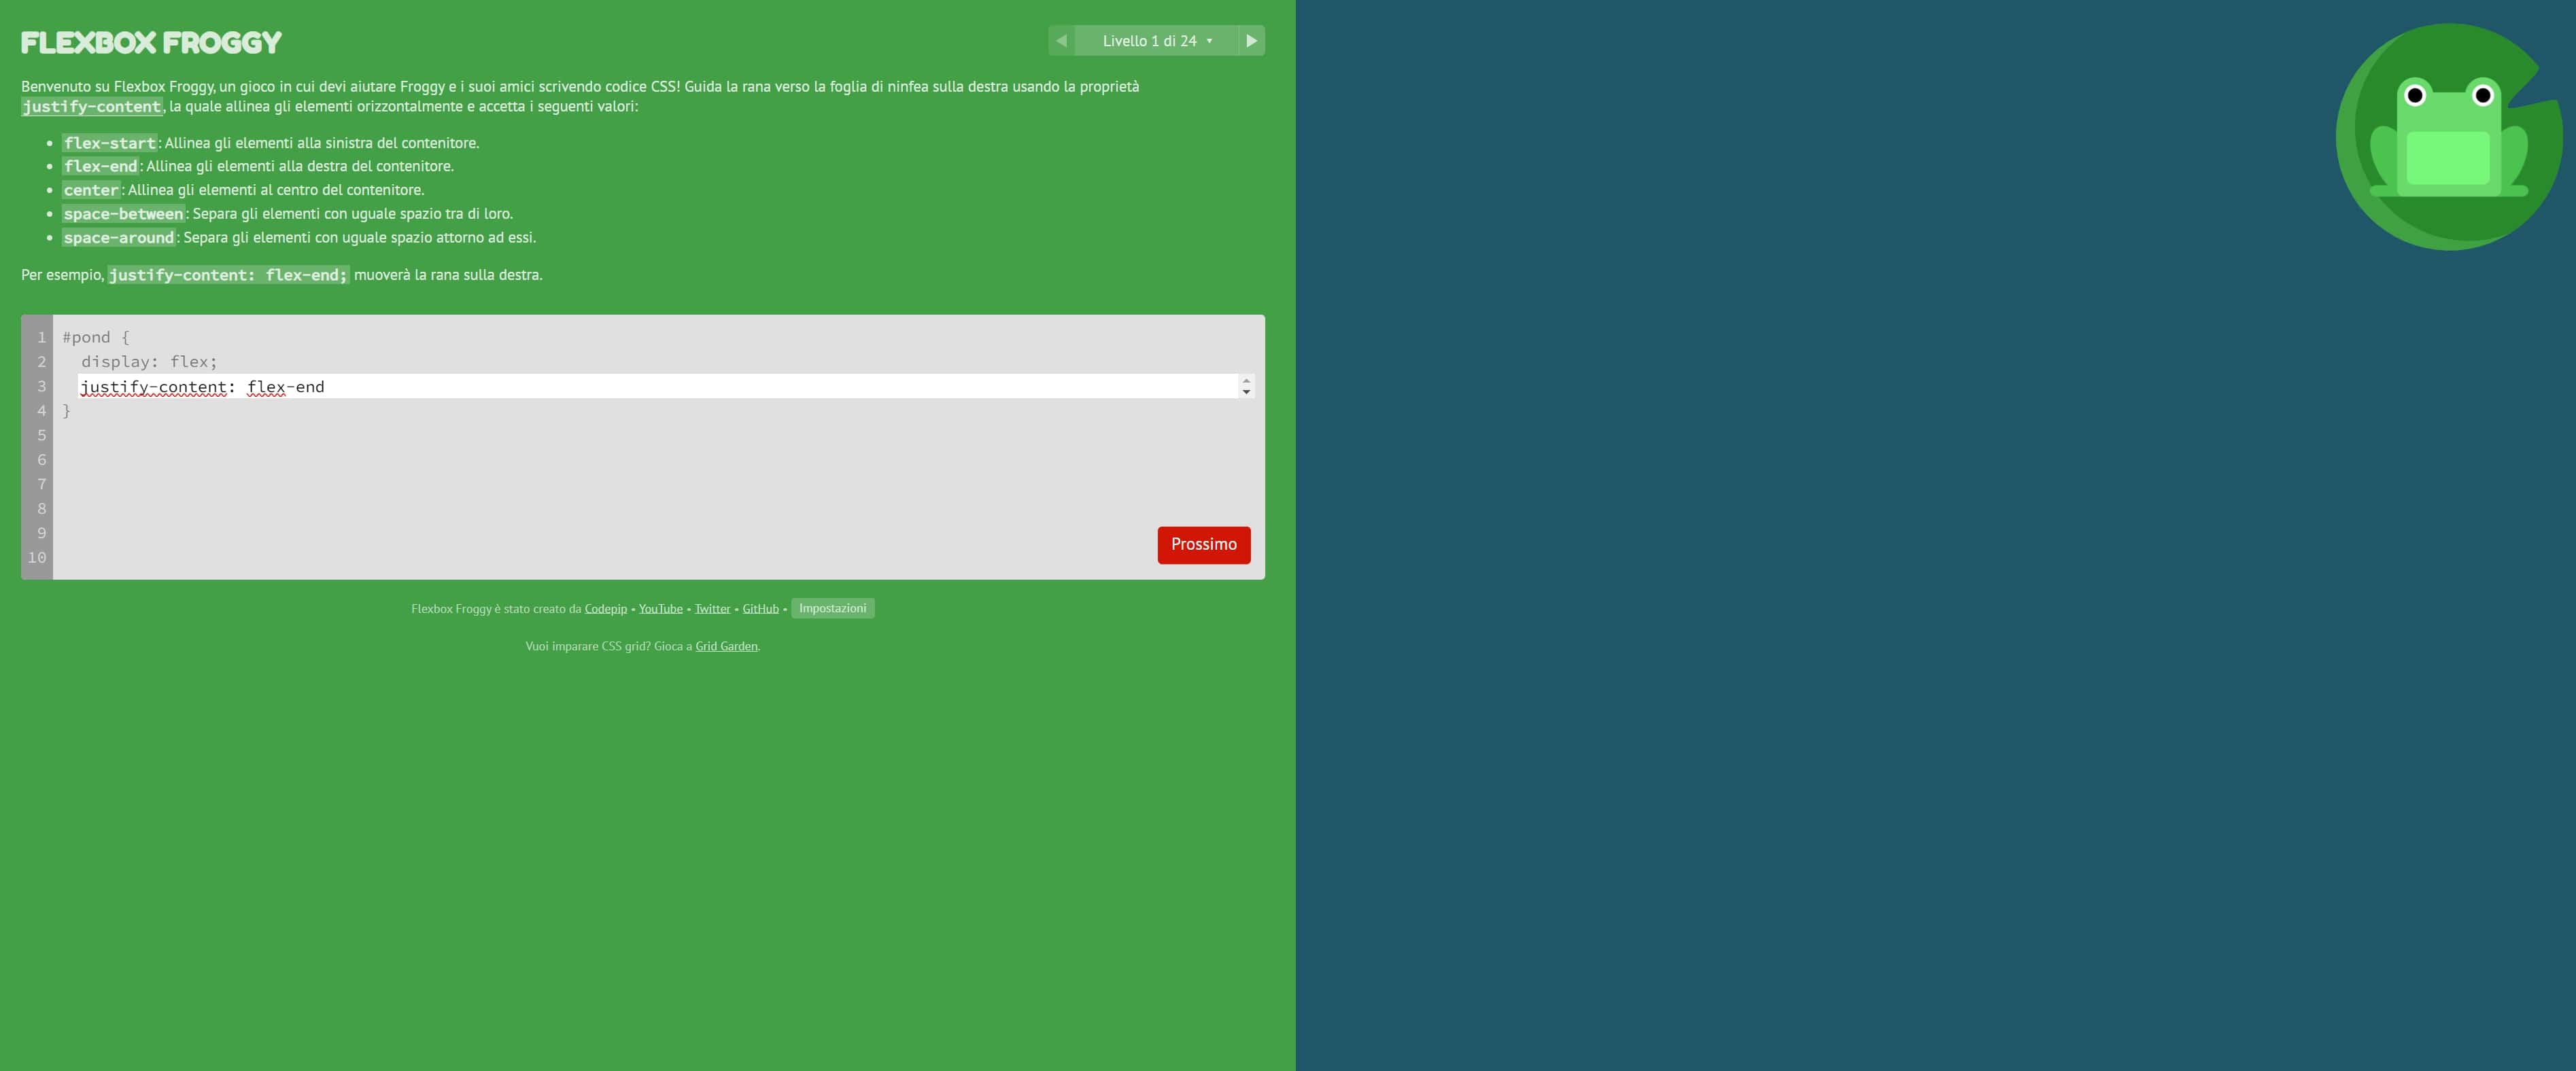 FLEXBOX FROGGY
◀ Livello 1 di 24 ▼ ▶
Benvenuto su Flexbox Froggy, un gioco in cui devi aiutare Froggy e i suoi amici scrivendo codice CSS! Guida la rana verso la foglia di ninfea sulla destra usando la proprietà
justify-content, la quale allinea gli elementi orizzontalmente e accetta i seguenti valori:
• flex-start: Allinea gli elementi alla sinistra del contenitore.
• flex-end: Allinea gli elementi alla destra del contenitore.
• center: Allinea gli elementi al centro del contenitore.
• space-between: Separa gli elementi con uguale spazio tra di loro.
• space-around: Separa gli elementi con uguale spazio attorno ad essi.
Per esempio, justify-content: flex-end; muoverà la rana sulla destra.
1 #pond {
2 display: flex;
3 justify-content: flex-end
4 }
5
6
7
8
9
10
Prossimo
Flexbox Froggy è stato creato da Codepip • YouTube • Twitter • GitHub • Impostazioni
Vuoi imparare CSS grid? Gioca a Grid Garden.